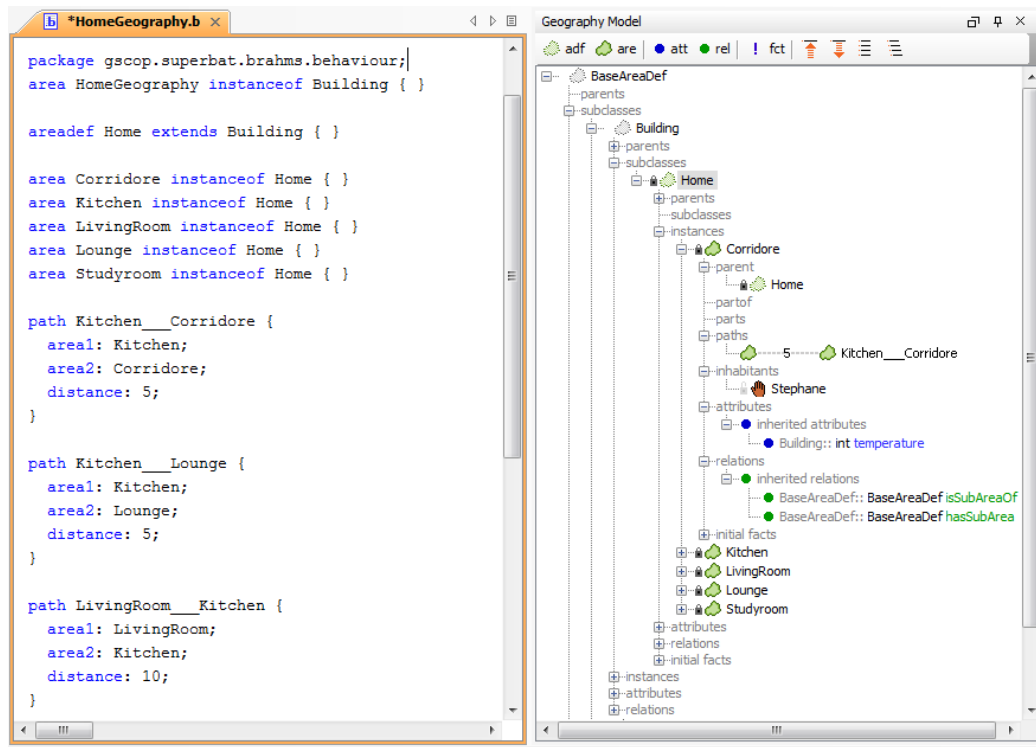 *HomeGeography.b
package gscop.superbat.brahms.behaviour;
area HomeGeography instanceof Building { }
areadef Home extends Building { }
area Corridore instanceof Home { }
area Kitchen instanceof Home { }
area LivingRoom instanceof Home { }
area Lounge instanceof Home { }
area Studyroom instanceof Home { }
path Kitchen___Corridore {
area1: Kitchen;
area2: Corridore;
distance: 5;
}
path Kitchen___Lounge {
area1: Kitchen;
area2: Lounge;
distance: 5;
}
path LivingRoom___Kitchen {
area1: LivingRoom;
area2: Kitchen;
distance: 10;
}
Geography Model
adf are att rel ! fct
BaseAreaDef
parents
subclasses
Building
parents
subclasses
Home
parents
subclasses
instances
Corridore
parent
Home
partof
parts
paths
5 Kitchen___Corridore
inhabitants
Stephane
attributes
inherited attributes
Building:: int temperature
relations
inherited relations
BaseAreaDef:: BaseAreaDef isSubAreaOf
BaseAreaDef:: BaseAreaDef hasSubArea
initial facts
Kitchen
LivingRoom
Lounge
Studyroom
attributes
relations
initial facts
instances
attributes
relations